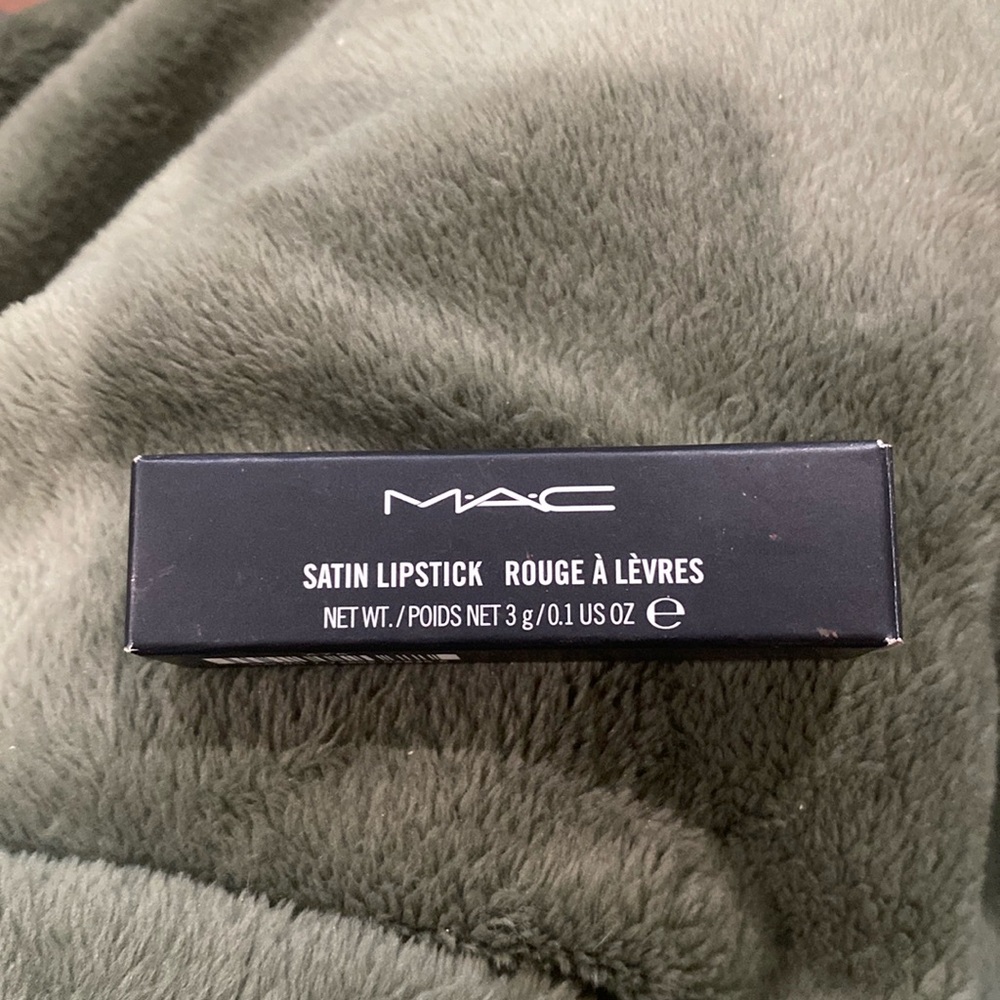 M·A·C
SATIN LIPSTICK ROUGE À LÈVRES
NET WT. / POIDS NET 3 g / 0.1 US OZ ℮